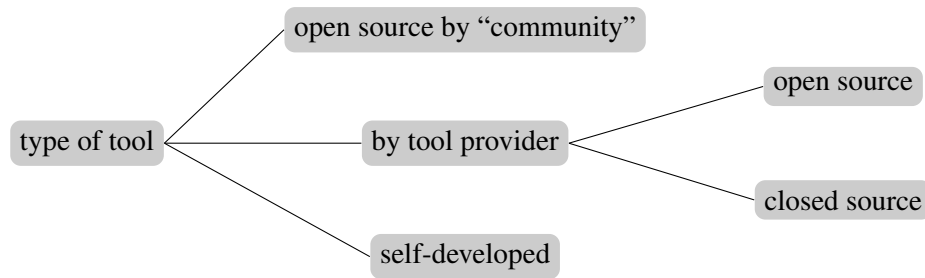 open source by “community”
open source
type of tool
by tool provider
closed source
self-developed